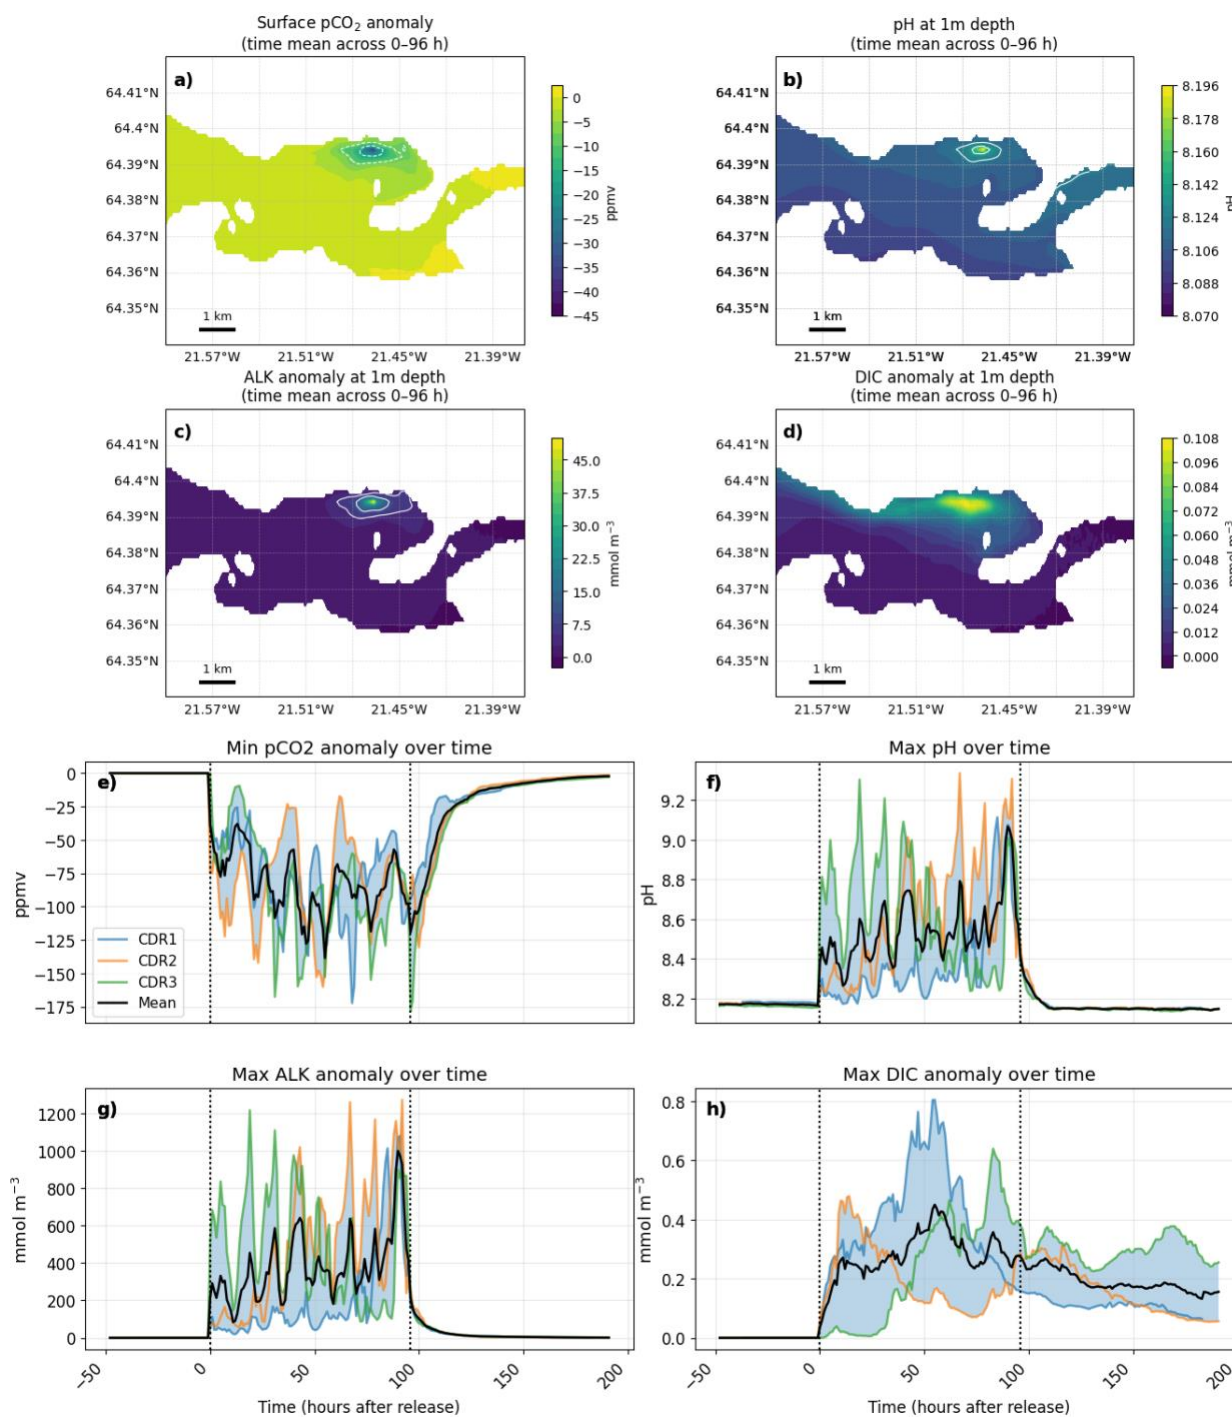 Surface pCO₂ anomaly
(time mean across 0–96 h)
a)
64.41°N
64.4°N
64.39°N
64.38°N
64.37°N
64.36°N
64.35°N
1 km
21.57°W
21.51°W
21.45°W
21.39°W
0
−5
−10
−15
−20
−25
−30
−35
−40
−45
ppmv
pH at 1m depth
(time mean across 0–96 h)
b)
64.41°N
64.4°N
64.39°N
64.38°N
64.37°N
64.36°N
64.35°N
1 km
21.57°W
21.51°W
21.45°W
21.39°W
8.196
8.178
8.160
8.142
8.124
8.106
8.088
8.070
pH
ALK anomaly at 1m depth
(time mean across 0–96 h)
c)
64.41°N
64.4°N
64.39°N
64.38°N
64.37°N
64.36°N
64.35°N
1 km
21.57°W
21.51°W
21.45°W
21.39°W
45.0
37.5
30.0
22.5
15.0
7.5
0.0
mmol m⁻³
DIC anomaly at 1m depth
(time mean across 0–96 h)
d)
64.41°N
64.4°N
64.39°N
64.38°N
64.37°N
64.36°N
64.35°N
1 km
21.57°W
21.51°W
21.45°W
21.39°W
0.108
0.096
0.084
0.072
0.060
0.048
0.036
0.024
0.012
0.000
mmol m⁻³
Min pCO2 anomaly over time
e)
0
−25
−50
−75
−100
−125
−150
−175
ppmv
CDR1
CDR2
CDR3
Mean
Max pH over time
f)
9.2
9.0
8.8
8.6
8.4
8.2
pH
Max ALK anomaly over time
g)
1200
1000
800
600
400
200
0
mmol m⁻³
−50
0
50
100
150
200
Time (hours after release)
Max DIC anomaly over time
h)
0.8
0.6
0.4
0.2
0.0
mmol m⁻³
−50
0
50
100
150
200
Time (hours after release)